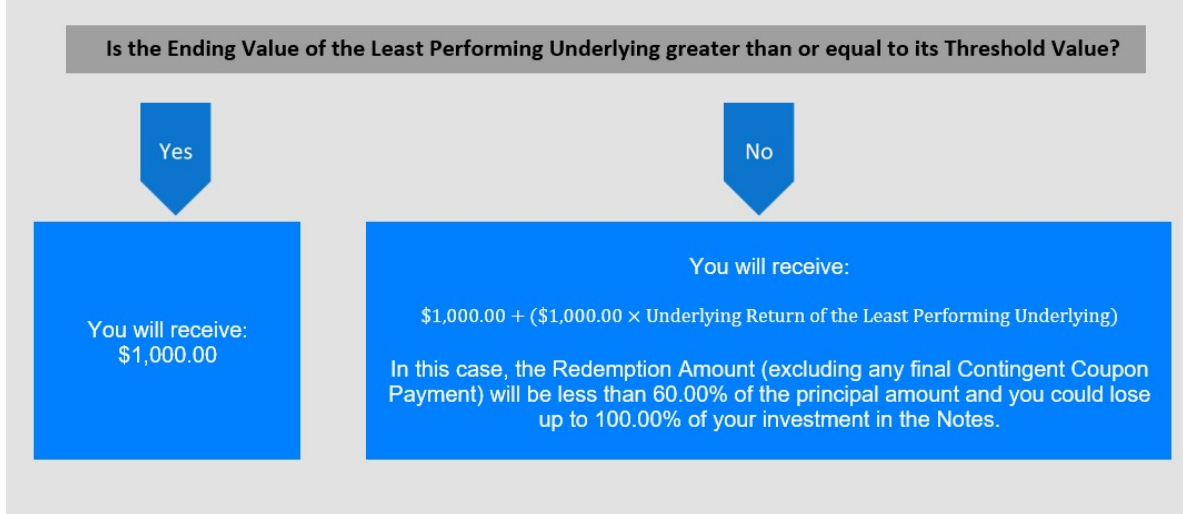 Is the Ending Value of the Least Performing Underlying greater than or equal to its Threshold Value?
Yes
No
You will receive:
$1,000.00
You will receive:
$1,000.00 + ($1,000.00 × Underlying Return of the Least Performing Underlying)
In this case, the Redemption Amount (excluding any final Contingent Coupon
Payment) will be less than 60.00% of the principal amount and you could lose
up to 100.00% of your investment in the Notes.